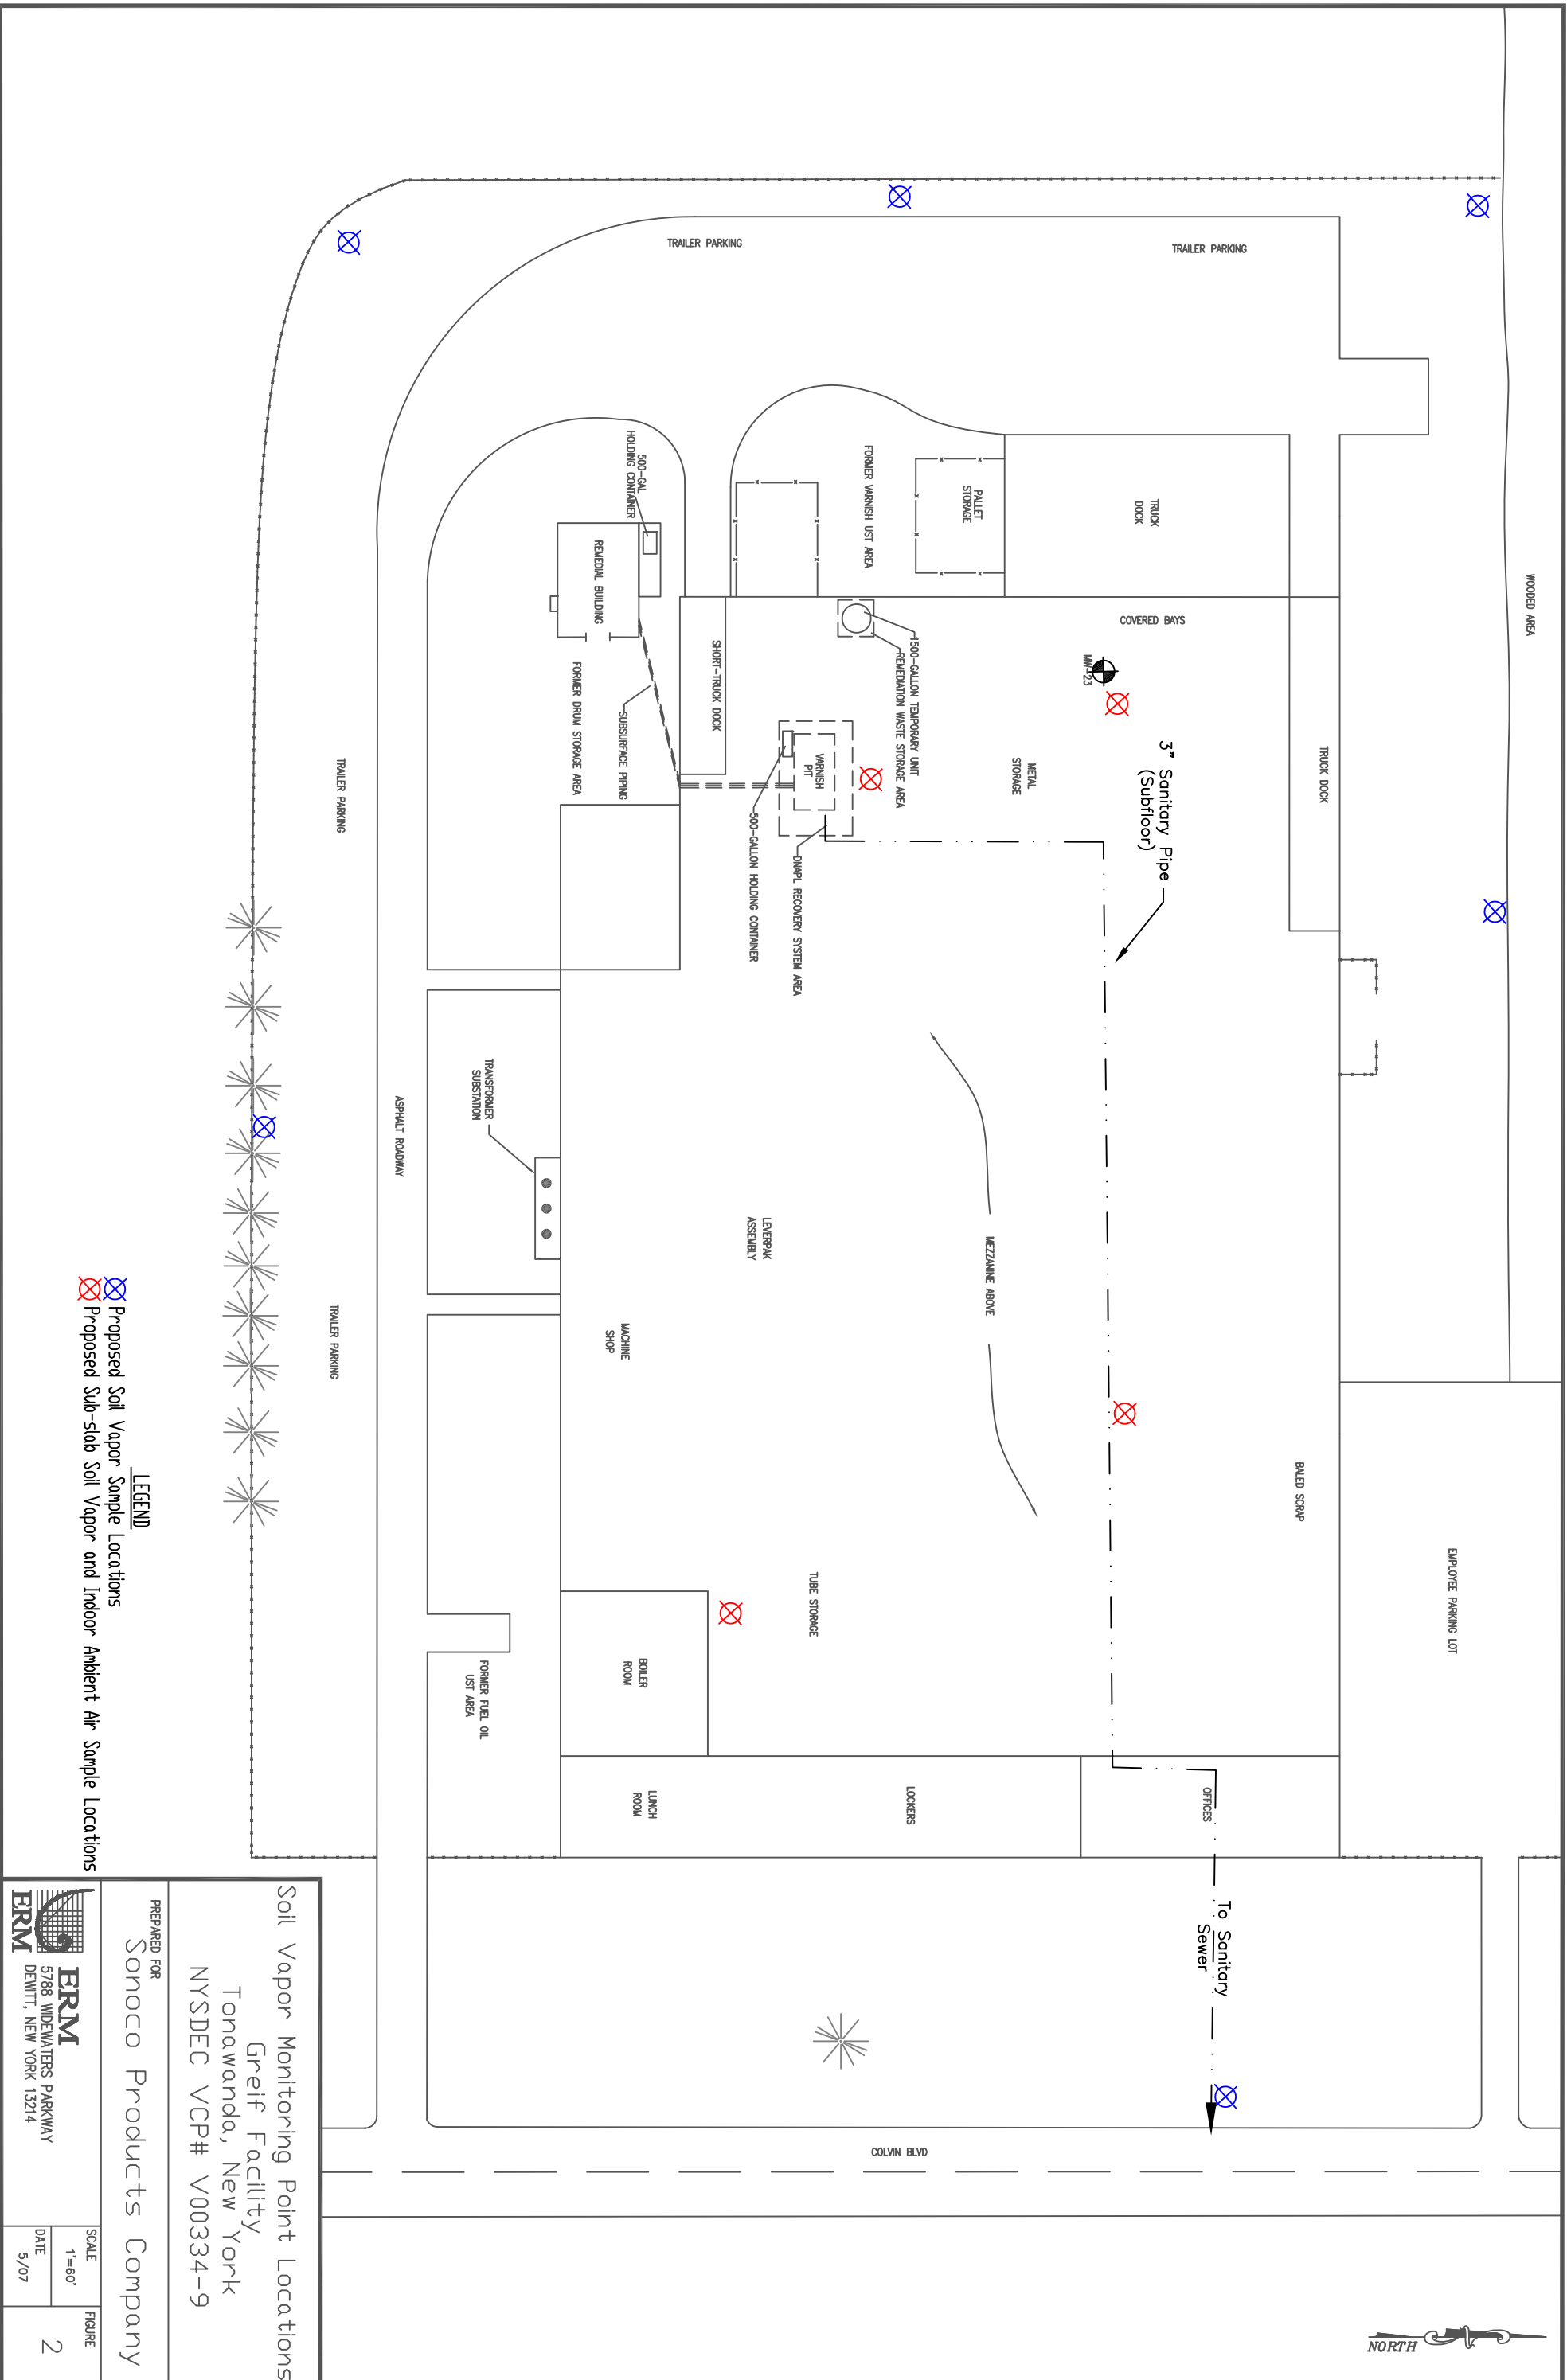 WOODED AREA
TRAILER PARKING
TRAILER PARKING
TRUCK
DOCK
PALLET
STORAGE
FORMER VARNISH UST AREA
500-GAL
HOLDING CONTAINER
REMEDIAL BUILDING
COVERED BAYS
MW-23
3" Sanitary Pipe
(Subfloor)
TRUCK DOCK
METAL
STORAGE
1500-GALLON TEMPORARY UNIT
REMEDIATION WASTE STORAGE AREA
SHORT-TRUCK DOCK
VARNISH
PIT
DNAPL RECOVERY SYSTEM AREA
500-GALLON HOLDING CONTAINER
SUBSURFACE PIPING
FORMER DRUM STORAGE AREA
TRAILER PARKING
ASPHALT ROADWAY
TRANSFORMER
SUBSTATION
LEVERPAK
ASSEMBLY
MEZZANINE ABOVE
MACHINE
SHOP
TRAILER PARKING
BALED SCRAP
EMPLOYEE PARKING LOT
TUBE STORAGE
BOILER
ROOM
FORMER FUEL OIL
UST AREA
LUNCH
ROOM
LOCKERS
OFFICES
To Sanitary
Sewer
COLVIN BLVD
NORTH
LEGEND
Proposed Soil Vapor Sample Locations
Proposed Sub-slab Soil Vapor and Indoor Ambient Air Sample Locations
Soil Vapor Monitoring Point Locations
Greif Facility
Tonawanda, New York
NYSDEC VCP# V00334-9
PREPARED FOR
Sonoco Products Company
ERM
ERM
5788 WIDEWATERS PARKWAY
DEWITT, NEW YORK 13214
SCALE
1"=60'
DATE
5/07
FIGURE
2